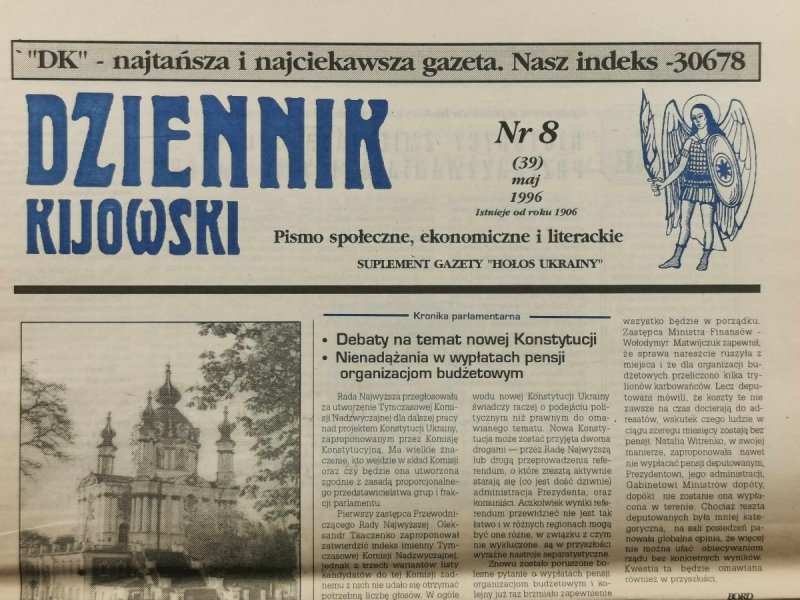 "DK" - najtańsza i najciekawsza gazeta. Nasz indeks -30678
DZIENNIK
KIJOWSKI
Nr 8
(39)
maj
1996
Istnieje od roku 1906
Pismo społeczne, ekonomiczne i literackie
SUPLEMENT GAZETY "HOŁOS UKRAINY"
Kronika parlamentarna
• Debaty na temat nowej Konstytucji
• Nienadążania w wypłatach pensji
organizacjom budżetowym
Rada Najwyższa przegłosowała
za utworzenie Tymczasowej Komisji
Nadzwyczajnej dla dalszej pracy
nad projektem Konstytucji Ukrainy,
zaproponowanym przez Komisję
Konstytucyjną. Ma wielkie zna-
czenie, kto wejdzie w skład Komisji
oraz czy będzie ona utworzona
zgodnie z zasadą proporcjonalne-
go przedstawicielstwa grup i frak-
cji parlamentu.
Pierwszy zastępca Przewodni-
czącego Rady Najwyższej Olek-
sandr Tkaczenko zaproponował
zatwierdzić indeks imienny Tym-
czasowej Komisji Nadzwyczajnej,
jednak z trzech wariantów listy
kandydatów do tej Komisji żad-
nemu z nich nie udało się otrzymać
potrzebną liczbę głosów. W ogóle
wodu nowej Konstytucji Ukrainy
świadczy raczej o podejściu poli-
tycznym niż prawnym do oma-
wianego tematu. Nowa Konsty-
tucja może zostać przyjęta dwoma
drogami — przez Radę Najwyższą
lub drogą przeprowadzenia refe-
rendum, o które zresztą aktywnie
starają się (co jest dość dziwnie)
administracja Prezydenta, oraz
komuniści. Aczkolwiek wyniki refe-
rendum przewidzieć nie jest tak
łatwo i w różnych regionach mogą
być one różne, w związku z czym
nie wykluczone są w przyszłości
wyraźne nastroje separatystyczne.
Znowu zostało poruszone bo-
lesne pytanie o wypłatach pensji
organizacjom budżetowym i ko-
lejny już raz brzmiało zapewnienie
wszystko będzie w porządku.
Zastępca Ministra Finansów -
Wołodymyr Matwijczuk zapewnił,
że sprawa nareszcie ruszyła z
miejsca i że dla organizacji bu-
dżetowych przeliczono kilka try-
lionów karbowańców. Lecz depu-
towani mówili, że koszty te nie
zawsze na czas docierają do ad-
resatów, wskutek czego ludzie w
ciągu szeregu miesięcy zostają bez
pensji. Natalia Witrenko, w swojej
manierze, zaproponowała nawet
nie wypłacać pensji deputowanym,
Prezydentowi, jego administracji,
Gabinetowi Ministrów dopóty,
dopóki nie zostanie ona wypła-
cona w terenie. Chociaż reszta
deputowanych była mniej kate-
goryczna, na sali posiedzeń pa-
nowała globalna opinia, że więcej
nie można ufać obiecywaniom
rządu bez konkretnych wyników.
Kwestia ta będzie omawiana
również w przyszłości.
BORD